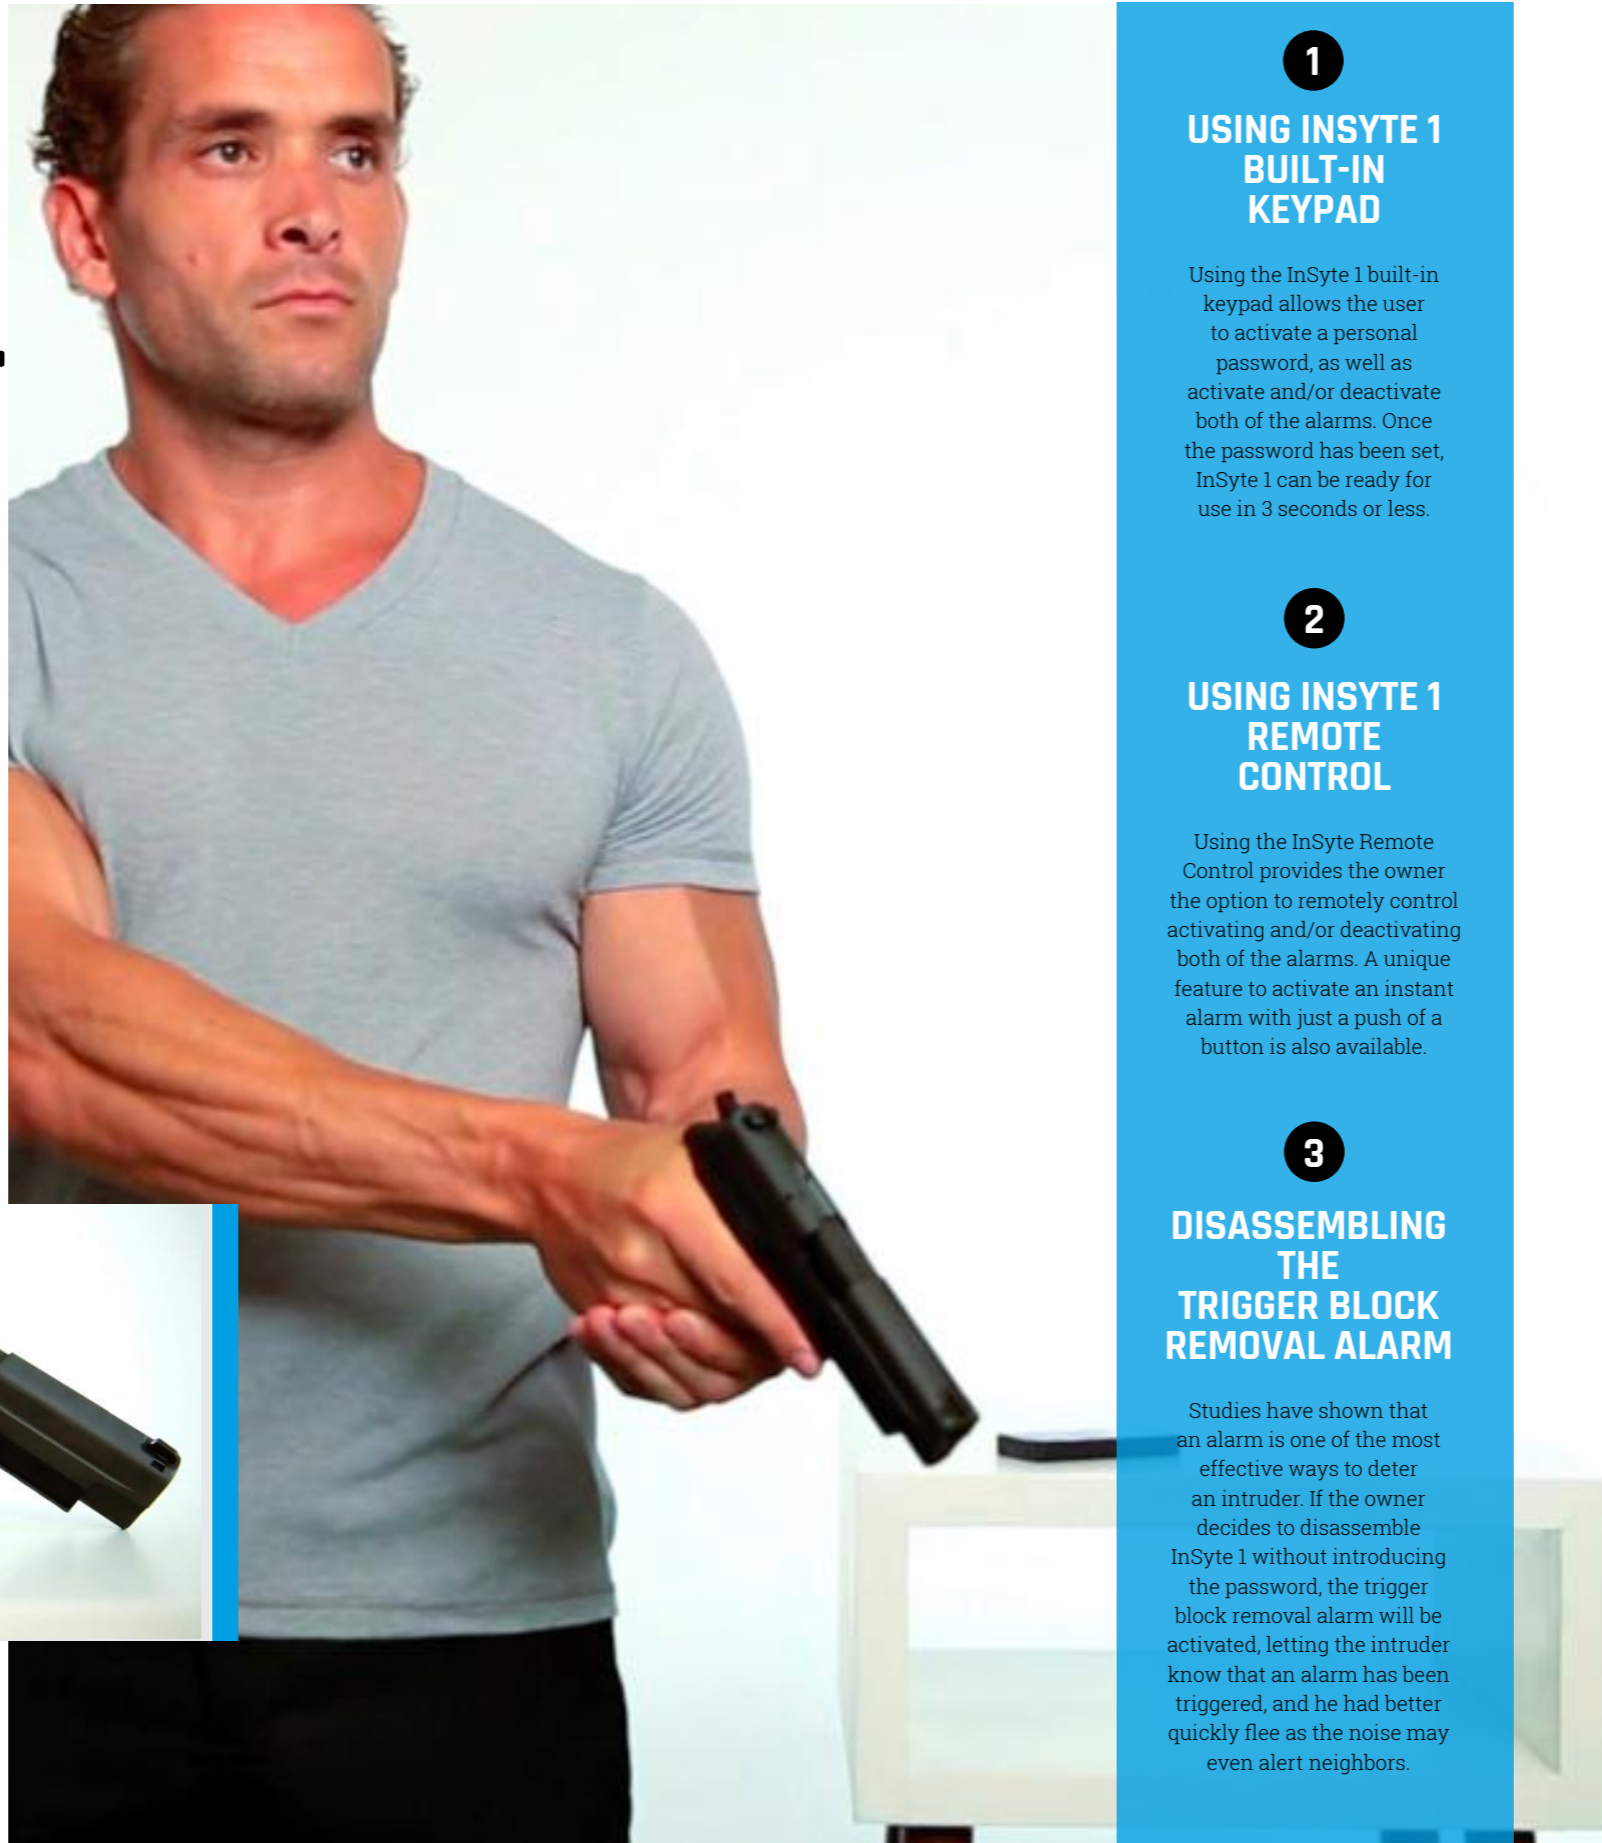 1
USING INSYTE 1
BUILT-IN
KEYPAD
Using the InSyte 1 built-in
keypad allows the user
to activate a personal
password, as well as
activate and/or deactivate
both of the alarms. Once
the password has been set,
InSyte 1 can be ready for
use in 3 seconds or less.
2
USING INSYTE 1
REMOTE
CONTROL
Using the InSyte Remote
Control provides the owner
the option to remotely control
activating and/or deactivating
both of the alarms. A unique
feature to activate an instant
alarm with just a push of a
button is also available.
3
DISASSEMBLING
THE
TRIGGER BLOCK
REMOVAL ALARM
Studies have shown that
an alarm is one of the most
effective ways to deter
an intruder. If the owner
decides to disassemble
InSyte 1 without introducing
the password, the trigger
block removal alarm will be
activated, letting the intruder
know that an alarm has been
triggered, and he had better
quickly flee as the noise may
even alert neighbors.